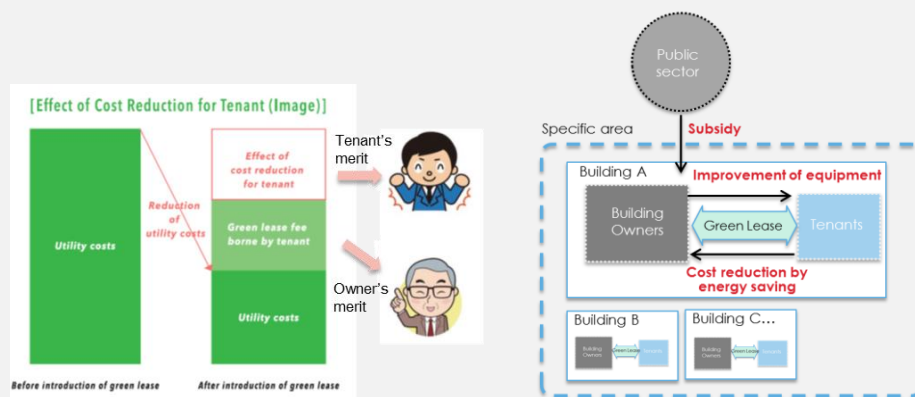 [Effect of Cost Reduction for Tenant (Image)]
Utility costs
Reduction
of
utility costs
Effect of
cost reduction
for tenant
Green lease fee
borne by tenant
Utility costs
Before introduction of green lease
After introduction of green lease
Tenant's
merit
Owner's
merit
Public
sector
Specific area
Subsidy
Building A
Improvement of equipment
Building
Owners
Green Lease
Tenants
Cost reduction by
energy saving
Building B
Building
Owners
Green Lease
Tenants
Building C...
Building
Owners
Green Lease
Tenants